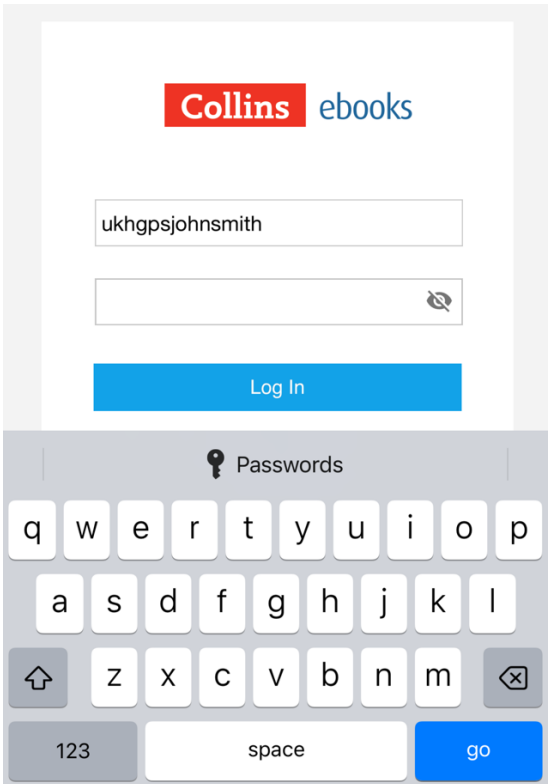 Collins ebooks
ukhgpsjohnsmith
Log In
Passwords
q w e r t y u i o p
a s d f g h j k l
z x c v b n m
123 space go